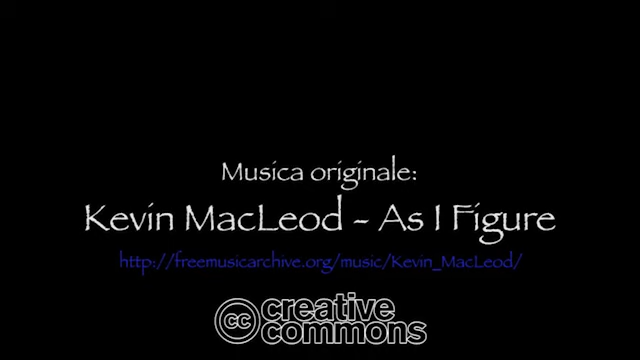 Musica originale:
Kevin MacLeod - As I Figure
http://freemusicarchive.org/music/Kevin_MacLeod/
cc creative
commons